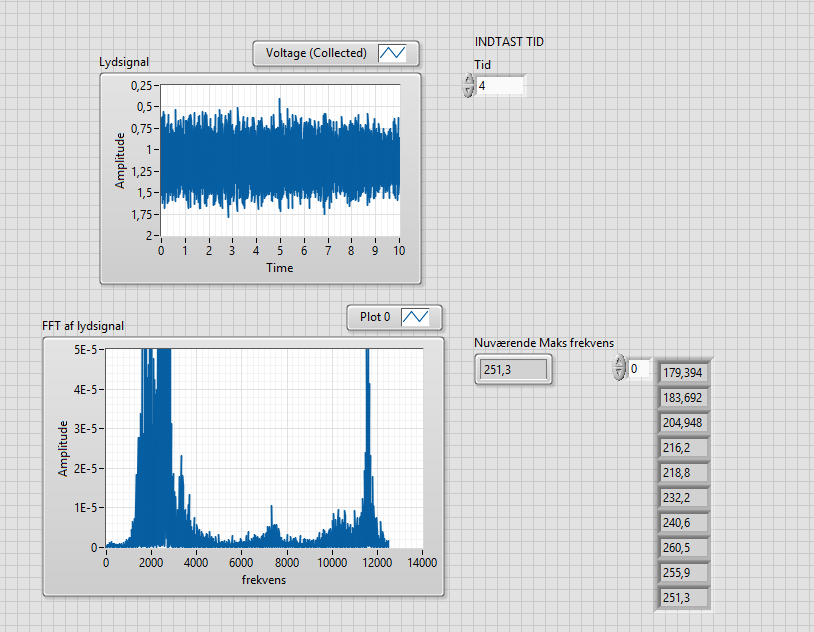 INDTAST TID
Voltage (Collected)
Lydsignal
Tid
4
0,25
0,5
0,75
1
1,25
1,5
1,75
2
Amplitude
0 1 2 3 4 5 6 7 8 9 10
Time
Plot 0
FFT af lydsignal
5E-5
4E-5
3E-5
2E-5
1E-5
0
Amplitude
0 2000 4000 6000 8000 10000 12000 14000
frekvens
Nuværende Maks frekvens
251,3
0
179,394
183,692
204,948
216,2
218,8
232,2
240,6
260,5
255,9
251,3